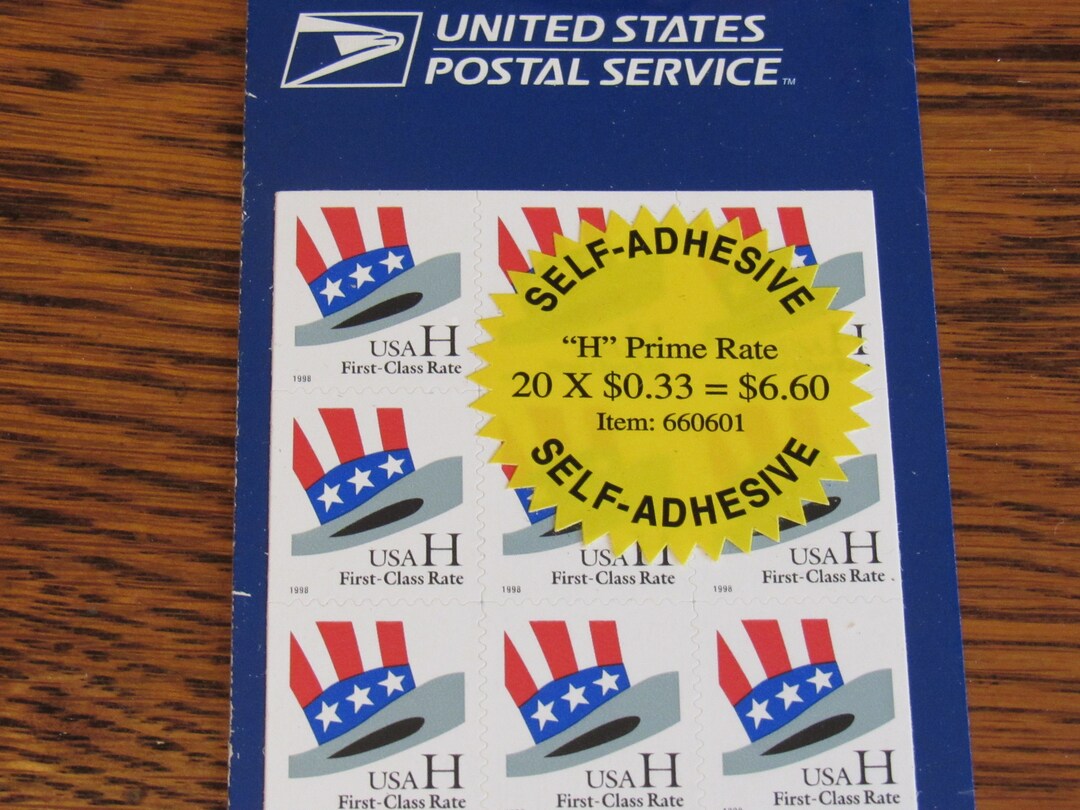 UNITED STATES
POSTAL SERVICE™
SELF-ADHESIVE
"H" Prime Rate
20 X $0.33 = $6.60
Item: 660601
SELF-ADHESIVE
USA H
First-Class Rate
1998
H
USA H
First-Class Rate
1998
USA H
First-Class Rate
1998
USA H
First-Class Rate
1998
USA H
First-Class Rate
USA H
First-Class Rate
USA H
First-Class Rate